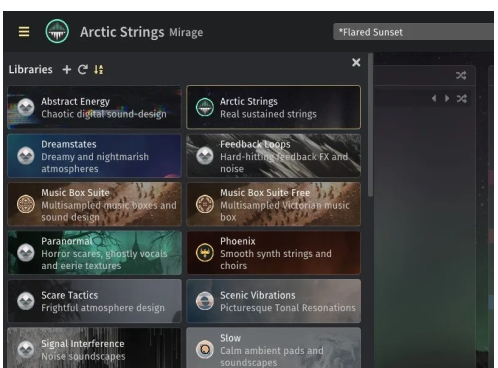 Arctic Strings Mirage
*Flared Sunset
Libraries
Abstract Energy
Chaotic digital sound-design
Arctic Strings
Real sustained strings
Dreamstates
Dreamy and nightmarish
atmospheres
Feedback Loops
Hard-hitting feedback FX and
noise
Music Box Suite
Multisampled music boxes and
sound design
Music Box Suite Free
Multisampled Victorian music
box
Paranormal
Horror scares, ghostly vocals
and eerie textures
Phoenix
Smooth synth strings and
choirs
Scare Tactics
Frightful atmosphere design
Scenic Vibrations
Picturesque Tonal Resonations
Signal Interference
Noise soundscapes
Slow
Calm ambient pads and
soundscapes